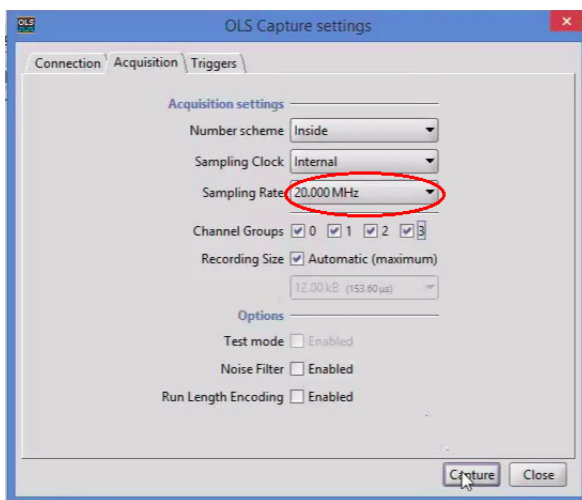 OLS
OLS Capture settings
x
Connection Acquisition Triggers
Acquisition settings
Number scheme Inside
Sampling Clock Internal
Sampling Rate 20.000 MHz
Channel Groups 0 1 2 3
Recording Size Automatic (maximum)
12.00 kB (153.60µs)
Options
Test mode Enabled
Noise Filter Enabled
Run Length Encoding Enabled
Capture Close